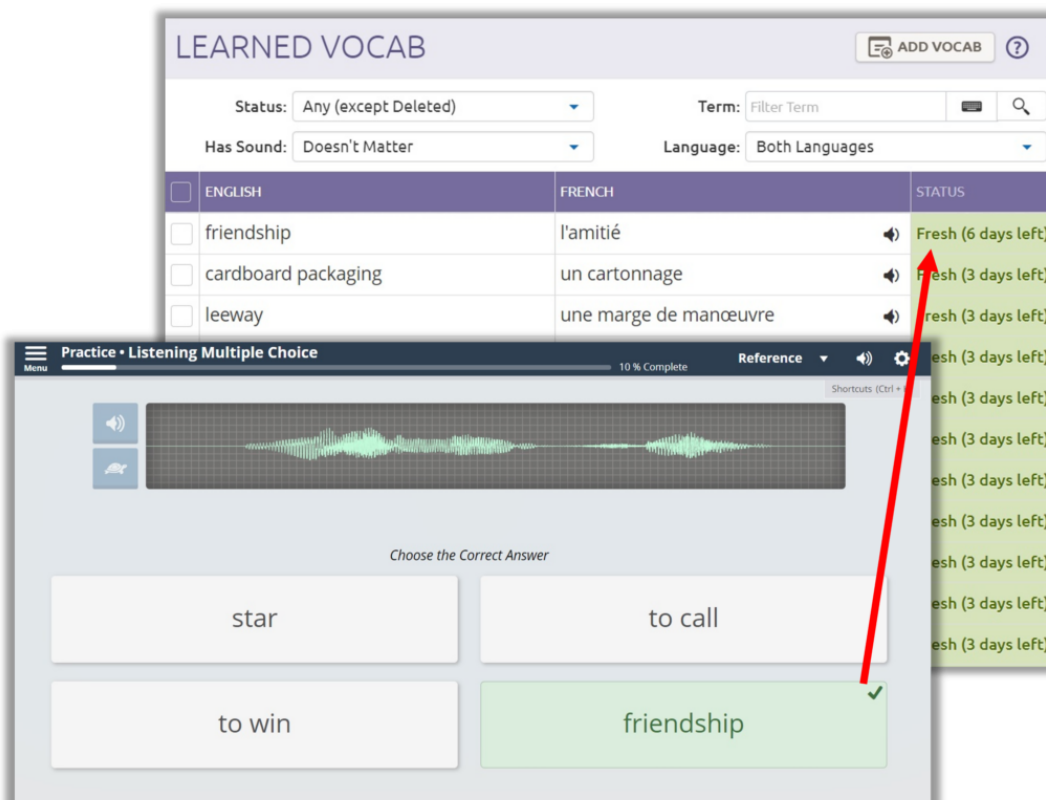 LEARNED VOCAB
ADD VOCAB ?
Status: Any (except Deleted) Term: Filter Term
Has Sound: Doesn't Matter Language: Both Languages
ENGLISH FRENCH STATUS
friendship l'amitié Fresh (6 days left)
cardboard packaging un cartonnage Fresh (3 days left)
leeway une marge de manœuvre Fresh (3 days left)
esh (3 days left)
esh (3 days left)
esh (3 days left)
esh (3 days left)
esh (3 days left)
esh (3 days left)
esh (3 days left)
esh (3 days left)
Menu Practice • Listening Multiple Choice 10 % Complete Reference
Shortcuts (Ctrl +
Choose the Correct Answer
star to call
to win friendship